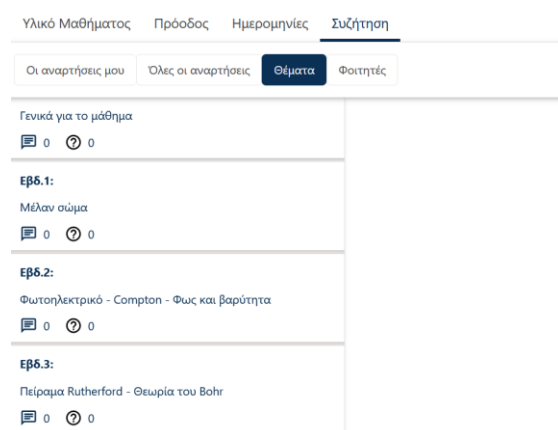 Υλικό Μαθήματος Πρόοδος Ημερομηνίες Συζήτηση
Οι αναρτήσεις μου Όλες οι αναρτήσεις Θέματα Φοιτητές
Γενικά για το μάθημα
0 0
Εβδ.1:
Μέλαν σώμα
0 0
Εβδ.2:
Φωτοηλεκτρικό - Compton - Φως και βαρύτητα
0 0
Εβδ.3:
Πείραμα Rutherford - Θεωρία του Bohr
0 0